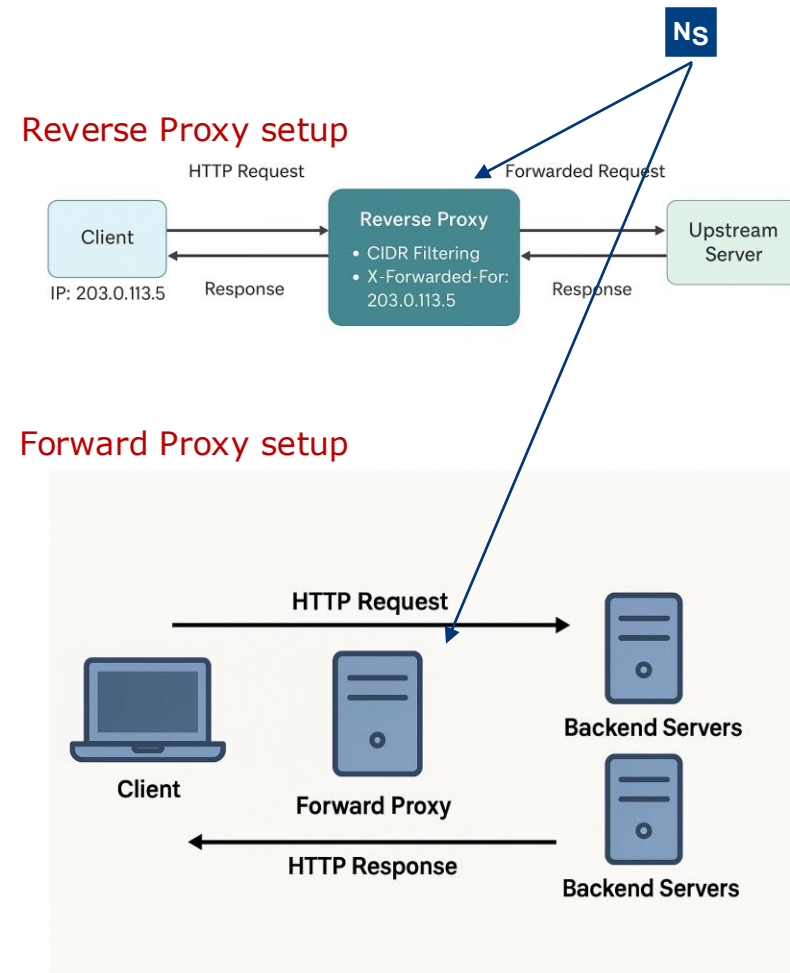 NS
Reverse Proxy setup
HTTP Request
Forwarded Request
Client
Reverse Proxy
• CIDR Filtering
• X-Forwarded-For:
203.0.113.5
Upstream
Server
IP: 203.0.113.5
Response
Response
Forward Proxy setup
HTTP Request
Backend Servers
Client
Forward Proxy
HTTP Response
Backend Servers